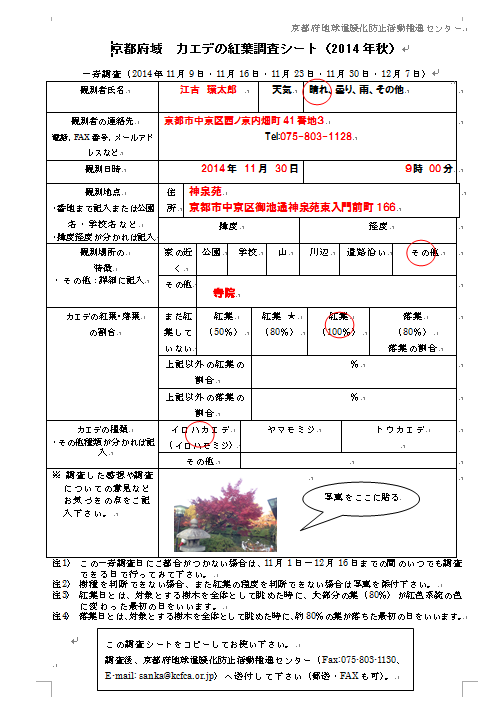 京都府地球温暖化防止活動推進センター
京都府域　カエデの紅葉調査シート（2014年秋）
一斉調査（2014年11月9日・11月16日・11月23日・11月30日・12月7日）
観測者氏名 江古 環太郎 天気 晴れ、曇り、雨、その他
観測者の連絡先 京都市中京区西ノ京内畑町41番地3
電話、FAX番号、メールアドレスなど Tel:075-803-1128
観測日時 2014年 11月 30日 9時 00分
観測地点 住所 神泉苑
・番地まで記入または公園名・学校名など 京都市中京区御池通神泉苑東入門前町166
・緯度経度が分かれば記入 緯度 経度
観測場所の特徴 家の近く 公園 学校 山 川辺 道路沿い その他
・その他：詳細に記入 その他 寺院
カエデの紅葉・落葉の割合 まだ紅葉していない 紅葉（50%） 紅葉 ★（80%） 紅葉（100%） 落葉（80%）落葉の割合
上記以外の紅葉の割合 %
上記以外の落葉の割合 %
カエデの種類 イロハカエデ（イロハモミジ） ヤマモミジ トウカエデ
・その他種類が分かれば記入 その他
※ 調査した感想や調査についての意見などお気づきの点をご記入下さい。
写真をここに貼る
注1） この一斉調査日にご都合がつかない場合は、11月1日－12月16日までの間のいつでも調査
できる日で行ってみて下さい。
注2） 樹種を判断できない場合、また紅葉の程度を判断できない場合は写真を添付下さい。
注3） 紅葉日とは、対象とする樹木を全体として眺めた時に、大部分の葉（80%）が紅色系統の色
に変わった最初の日をいいます。
注4） 落葉日とは、対象とする樹木を全体として眺めた時に、約80%の葉が落ちた最初の日をいいます。
この調査シートをコピーしてお使い下さい。
調査後、京都府地球温暖化防止活動推進センター（Fax:075-803-1130、
E-mail: sanka@kcfca.or.jp）へ送付して下さい（郵送・FAXも可）。